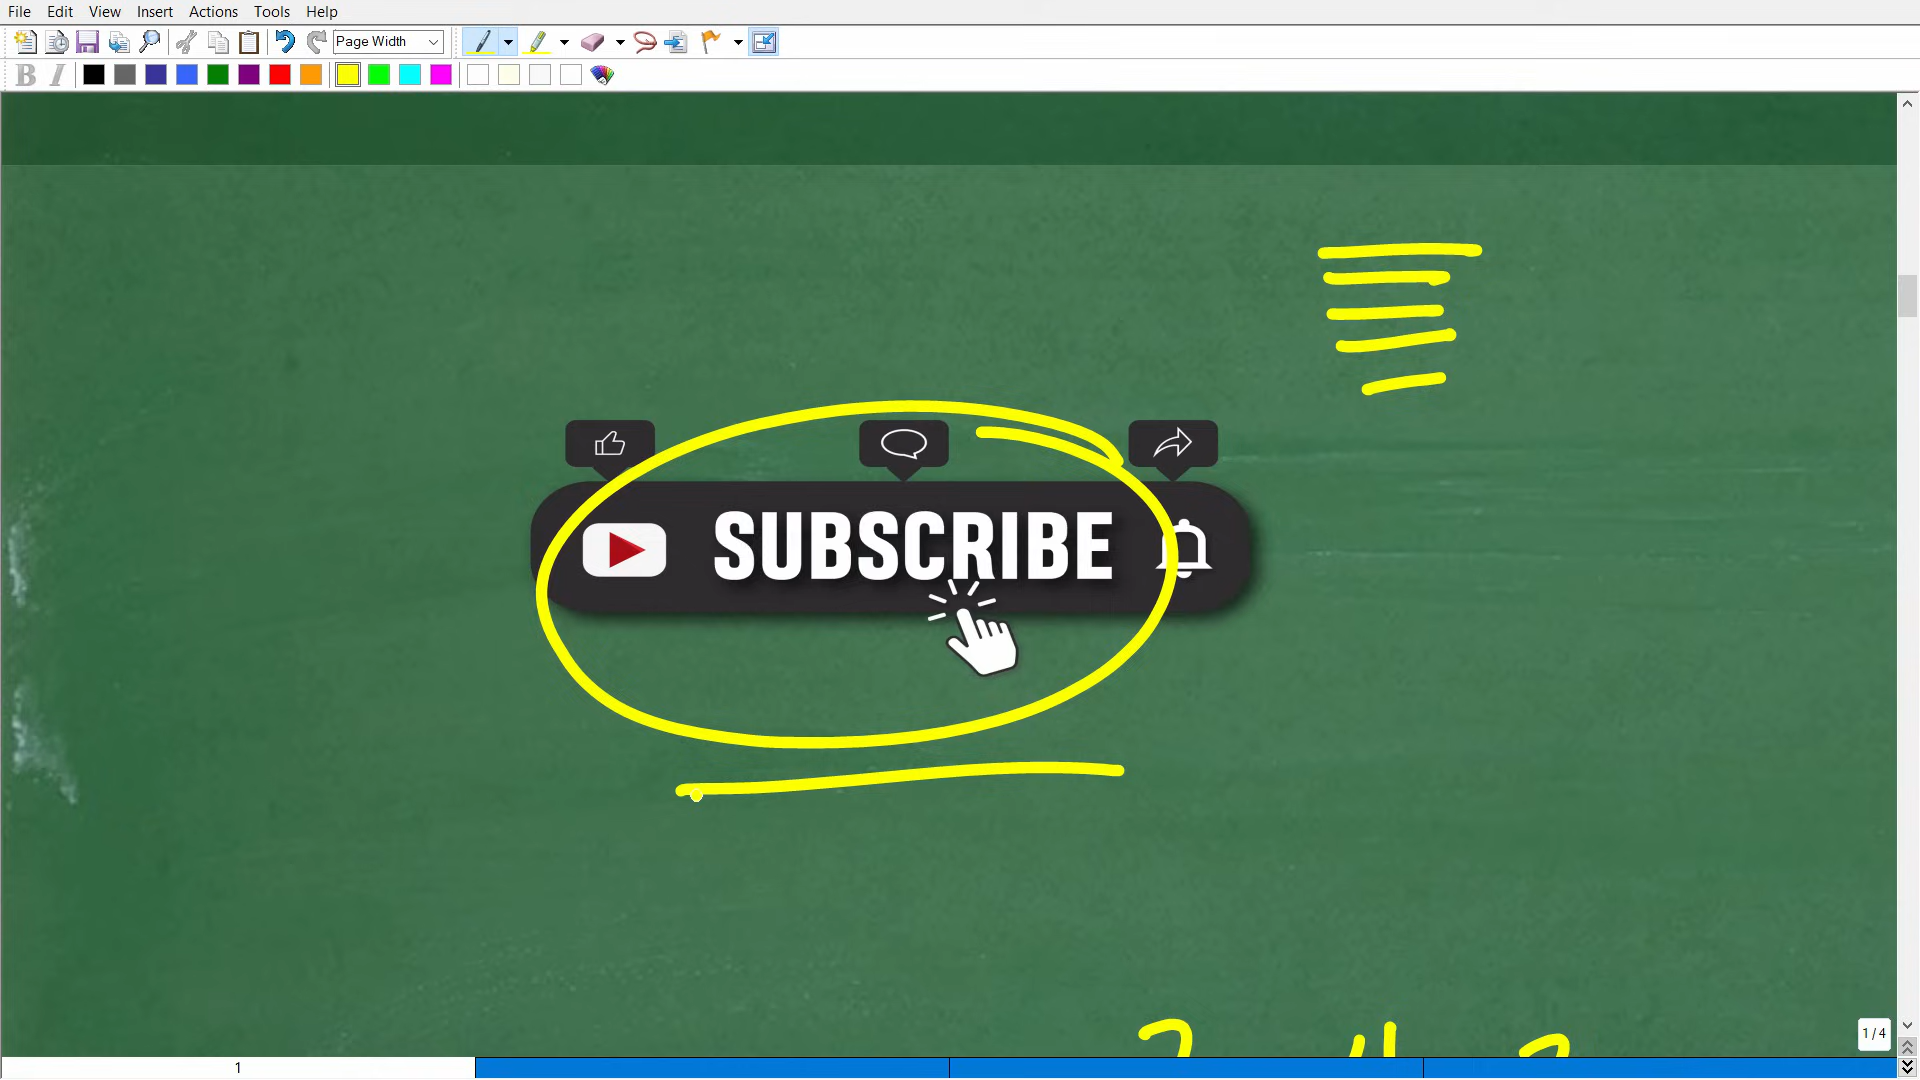 File Edit View Insert Actions Tools Help
Page Width
B I
SUBSCRIBE
1 / 4
1